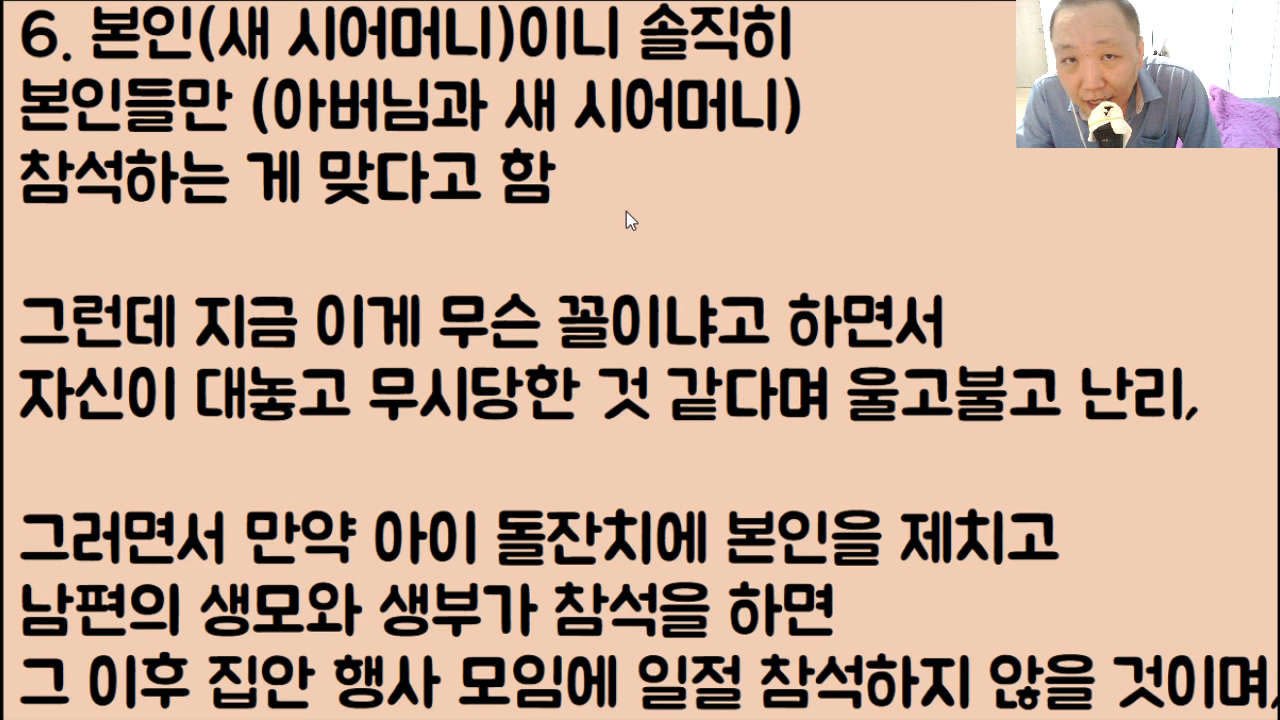 6. 본인(새 시어머니)이니 솔직히
본인들만 (아버님과 새 시어머니)
참석하는 게 맞다고 함
그런데 지금 이게 무슨 꼴이냐고 하면서
자신이 대놓고 무시당한 것 같다며 울고불고 난리,
그러면서 만약 아이 돌잔치에 본인을 제치고
남편의 생모와 생부가 참석을 하면
그 이후 집안 행사 모임에 일절 참석하지 않을 것이며,